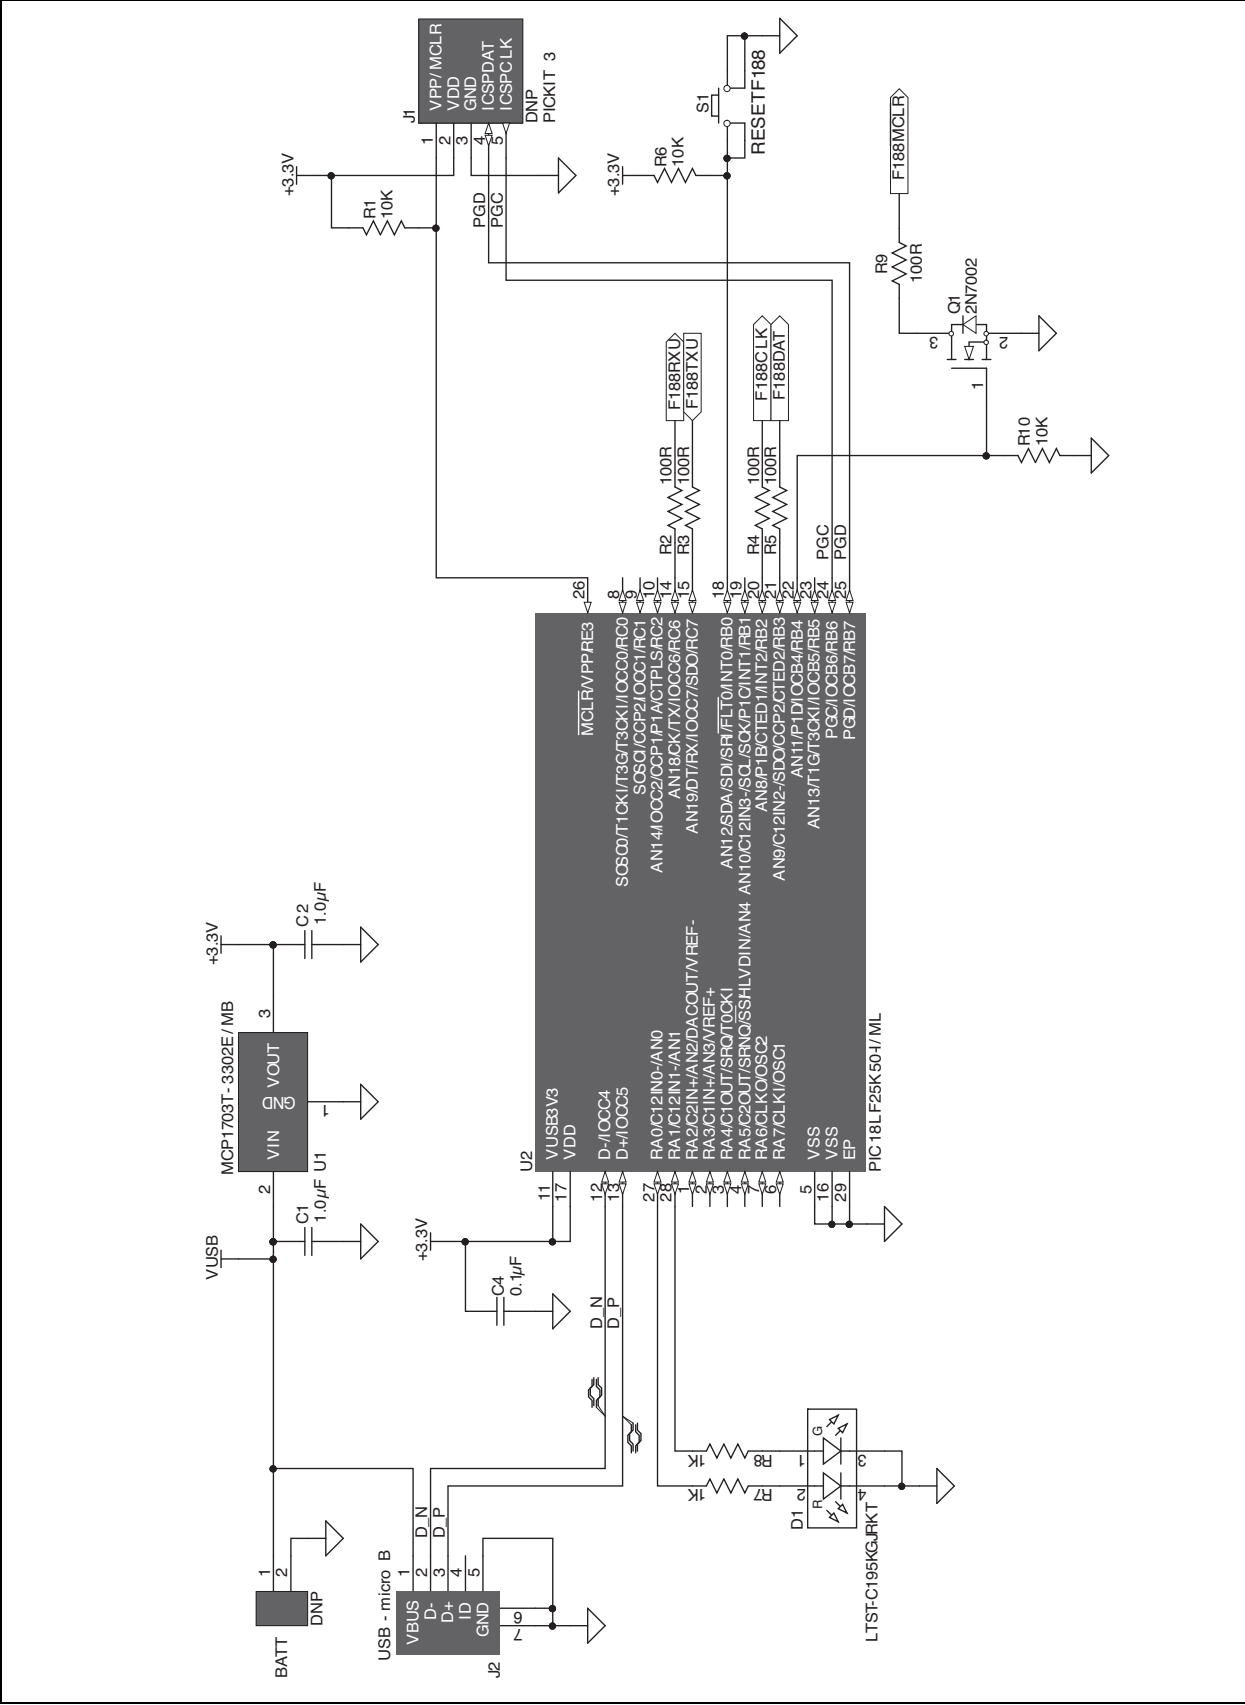 BATT
DNP
1
2
VUSB
C1
1.0µF
MCP1703T-3302E/MB
U1
VIN
GND
VOUT
2
1
3
+3.3V
C2
1.0µF
USB - micro B
J2
VBUS
D-
D+
ID
GND
1
2
3
4
5
6
7
D_N
D_P
+3.3V
C4
0.1µF
D_N
D_P
1K
R8
1K
R7
1
2
3
4
G
R
D1
LTST-C195KGJRKT
U2
PIC18LF25K50-I/ML
11
VUSB3V3
17
VDD
12
D-/IOCC4
13
D+/IOCC5
27
RA0/C12IN0-/AN0
28
RA1/C12IN1-/AN1
1
RA2/C2IN+/AN2/DACOUT/VREF-
2
RA3/C1IN+/AN3/VREF+
3
RA4/C1OUT/SRQ/T0CKI
4
RA5/C2OUT/SRNQ/SS/HLVDIN/AN4
7
RA6/CLKO/OSC2
6
RA7/CLKI/OSC1
5
VSS
16
VSS
29
EP
MCLR/VPP/RE3
26
SOSCO/T1CKI/T3G/T3CKI/IOCC0/RC0
8
SOSCI/CCP2/IOCC1/RC1
9
AN14/IOCC2/CCP1/P1A/CTPLS/RC2
10
AN18/CK/TX/IOCC6/RC6
14
AN19/DT/RX/IOCC7/SDO/RC7
15
AN12/SDA/SDI/SRI/FLT0/INT0/RB0
18
AN10/C12IN3-/SCL/SCK/P1C/INT1/RB1
19
AN8/P1B/CTED1/INT2/RB2
20
AN9/C12IN2-/SDO/CCP2/CTED2/RB3
21
AN11/P1D/IOCB4/RB4
22
AN13/T1G/T3CKI/IOCB5/RB5
23
PGC/IOCB6/RB6
24
PGD/IOCB7/RB7
25
PGC
PGD
R2
100R
F188RXU
R3
100R
F188TXU
R4
100R
F188CLK
R5
100R
F188DAT
+3.3V
R1
10K
J1
VPP/MCLR
VDD
GND
ICSPDAT
ICSPCLK
1
2
3
4
5
DNP
PICKIT 3
PGD
PGC
+3.3V
R6
10K
S1
RESETF188
R10
10K
1
Q1
2N7002
3
2
R9
100R
F188MCLR